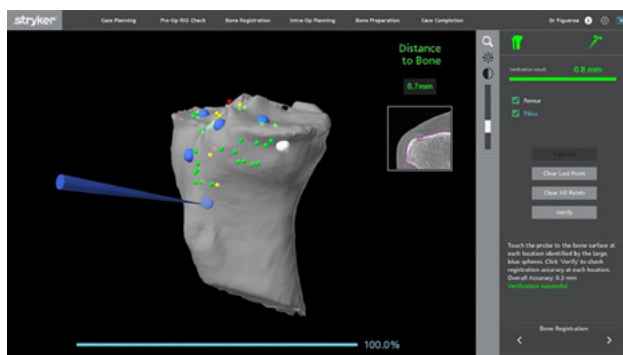 stryker
Case Planning Pre-Op RIO Check Bone Registration Intra-Op Planning Bone Preparation Case Completion Dr Figueroa
Distance
to Bone
0.7mm
Verification result 0.8 mm
Femur
Tibia
Capture
Clear Last Point
Clear All Points
Verify
Touch the probe to the bone surface at
each location identified by the large,
blue spheres. Click 'Verify' to check
registration accuracy at each location.
Overall Accuracy: 0.3 mm
Verification successful
100.0%
Bone Registration